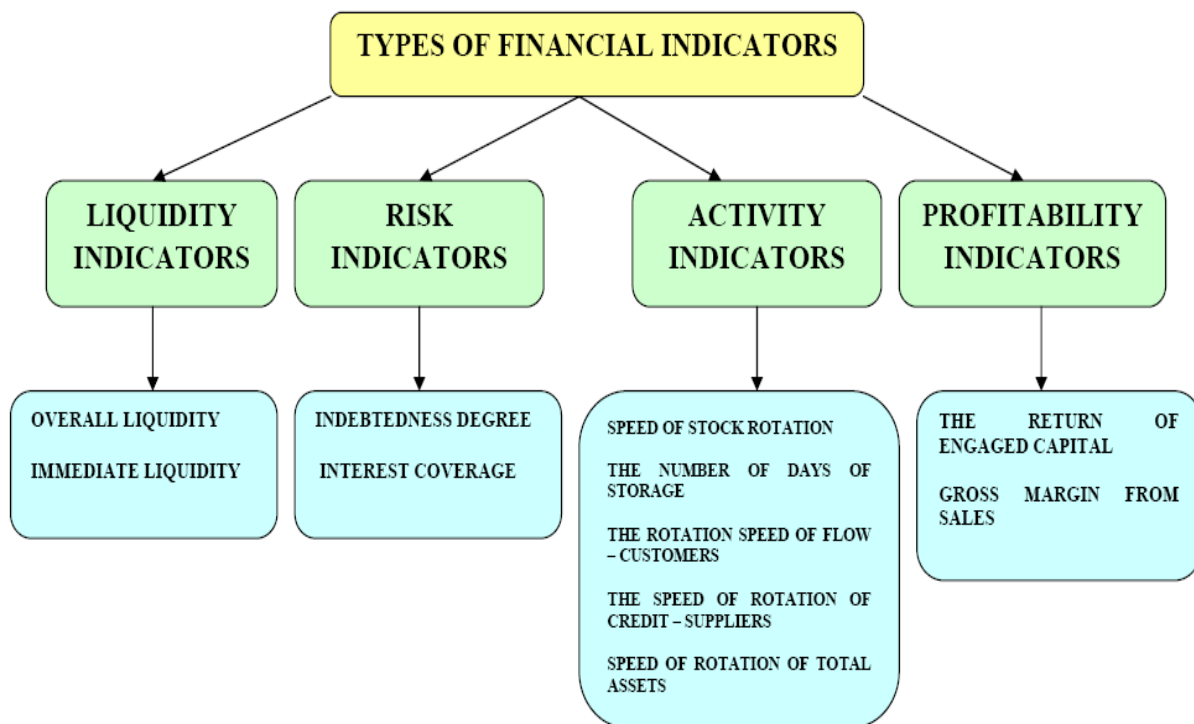 TYPES OF FINANCIAL INDICATORS
LIQUIDITY
INDICATORS
RISK
INDICATORS
ACTIVITY
INDICATORS
PROFITABILITY
INDICATORS
OVERALL LIQUIDITY
IMMEDIATE LIQUIDITY
INDEBTEDNESS DEGREE
INTEREST COVERAGE
SPEED OF STOCK ROTATION
THE NUMBER OF DAYS OF
STORAGE
THE ROTATION SPEED OF FLOW
– CUSTOMERS
THE SPEED OF ROTATION OF
CREDIT – SUPPLIERS
SPEED OF ROTATION OF TOTAL
ASSETS
THE RETURN OF
ENGAGED CAPITAL
GROSS MARGIN FROM
SALES